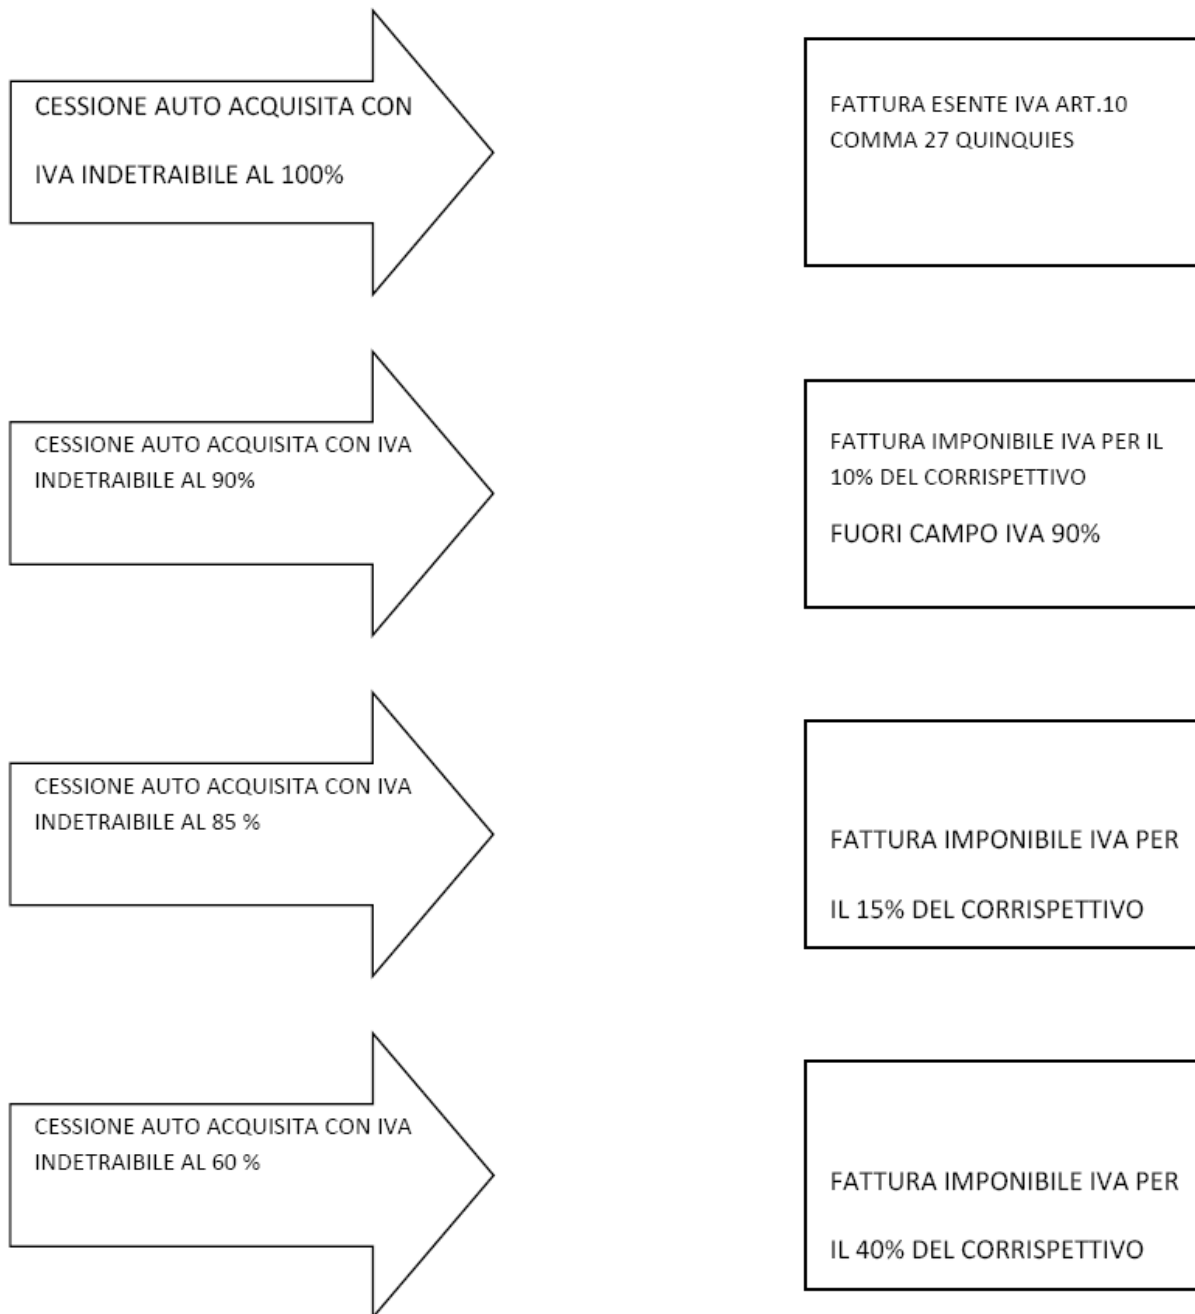 CESSIONE AUTO ACQUISITA CON
IVA INDETRAIBILE AL 100%
FATTURA ESENTE IVA ART.10
COMMA 27 QUINQUIES
CESSIONE AUTO ACQUISITA CON IVA
INDETRAIBILE AL 90%
FATTURA IMPONIBILE IVA PER IL
10% DEL CORRISPETTIVO
FUORI CAMPO IVA 90%
CESSIONE AUTO ACQUISITA CON IVA
INDETRAIBILE AL 85 %
FATTURA IMPONIBILE IVA PER
IL 15% DEL CORRISPETTIVO
CESSIONE AUTO ACQUISITA CON IVA
INDETRAIBILE AL 60 %
FATTURA IMPONIBILE IVA PER
IL 40% DEL CORRISPETTIVO